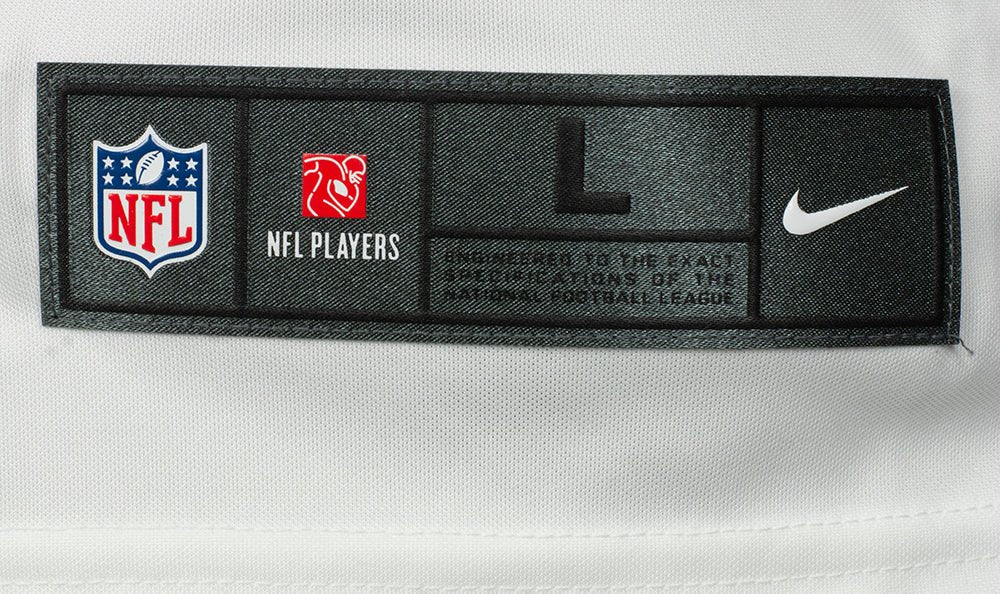 NFL
NFL PLAYERS
L
ENGINEERED TO THE EXACT
SPECIFICATIONS OF THE
NATIONAL FOOTBALL LEAGUE